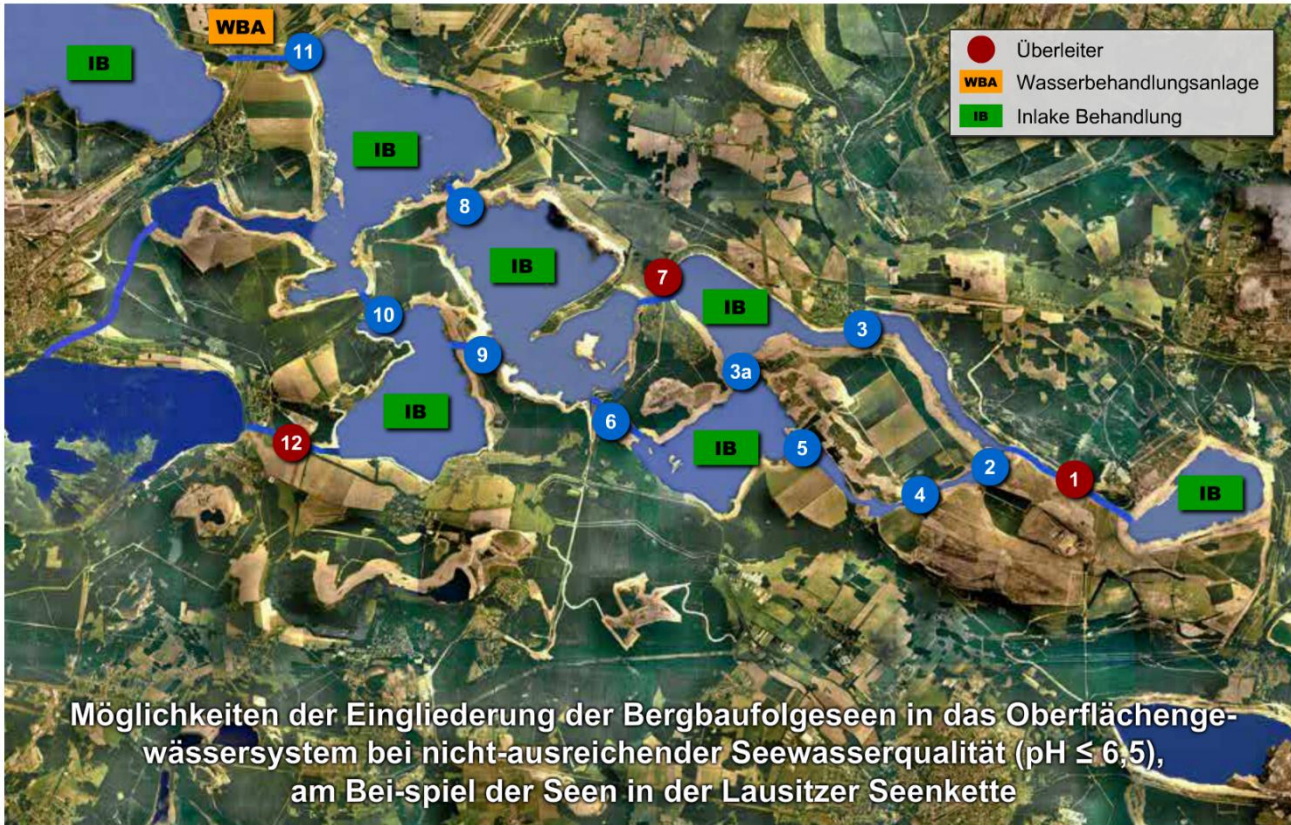 WBA
11
IB
IB
Überleiter
WBA Wasserbehandlungsanlage
IB Inlake Behandlung
8
IB
7
IB
3
10
9
3a
IB
6
IB
5
12
4
2
1
IB
Möglichkeiten der Eingliederung der Bergbaufolgeseen in das Oberflächenge-
wässersystem bei nicht-ausreichender Seewasserqualität (pH ≤ 6,5),
am Bei-spiel der Seen in der Lausitzer Seenkette